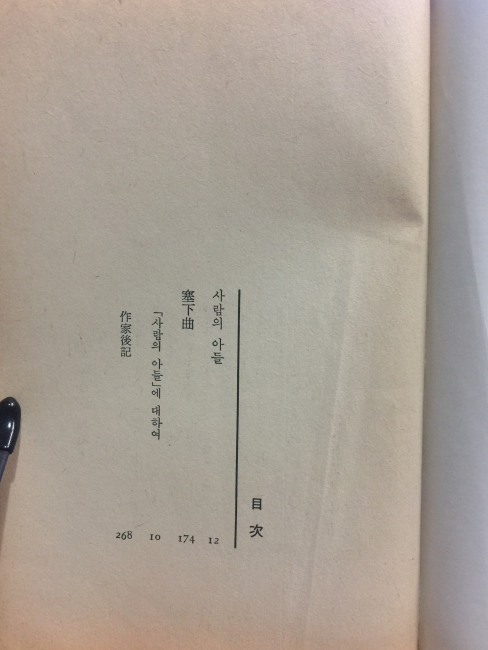 目次
사람의 아들 12
塞下曲 174
「사람의 아들」에 대하여 10
作家後記 268